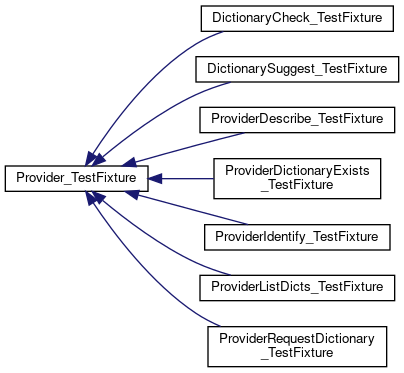 DictionaryCheck_TestFixture
DictionarySuggest_TestFixture
ProviderDescribe_TestFixture
ProviderDictionaryExists
_TestFixture
Provider_TestFixture
ProviderIdentify_TestFixture
ProviderListDicts_TestFixture
ProviderRequestDictionary
_TestFixture